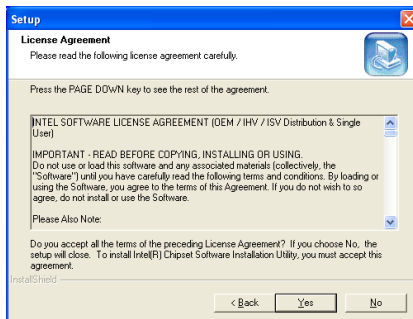 Setup
License Agreement
Please read the following license agreement carefully.
Press the PAGE DOWN key to see the rest of the agreement.
INTEL SOFTWARE LICENSE AGREEMENT (OEM / IHV / ISV Distribution & Single
User)
IMPORTANT - READ BEFORE COPYING, INSTALLING OR USING.
Do not use or load this software and any associated materials (collectively, the
"Software") until you have carefully read the following terms and conditions. By loading or
using the Software, you agree to the terms of this Agreement. If you do not wish to so
agree, do not install or use the Software.
Please Also Note:
Do you accept all the terms of the preceding License Agreement? If you choose No, the
setup will close. To install Intel(R) Chipset Software Installation Utility, you must accept this
agreement.
InstallShield
< Back Yes No